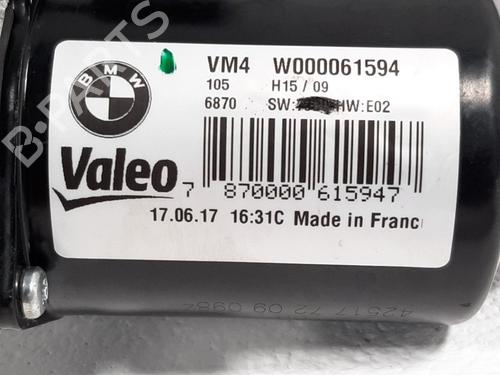 BMW
VM4 W000061594
105 H15 / 09
6870 HW:E02
Valeo
7 870000 615947
17.06.17 16:31C Made in Franc
B-PARTS